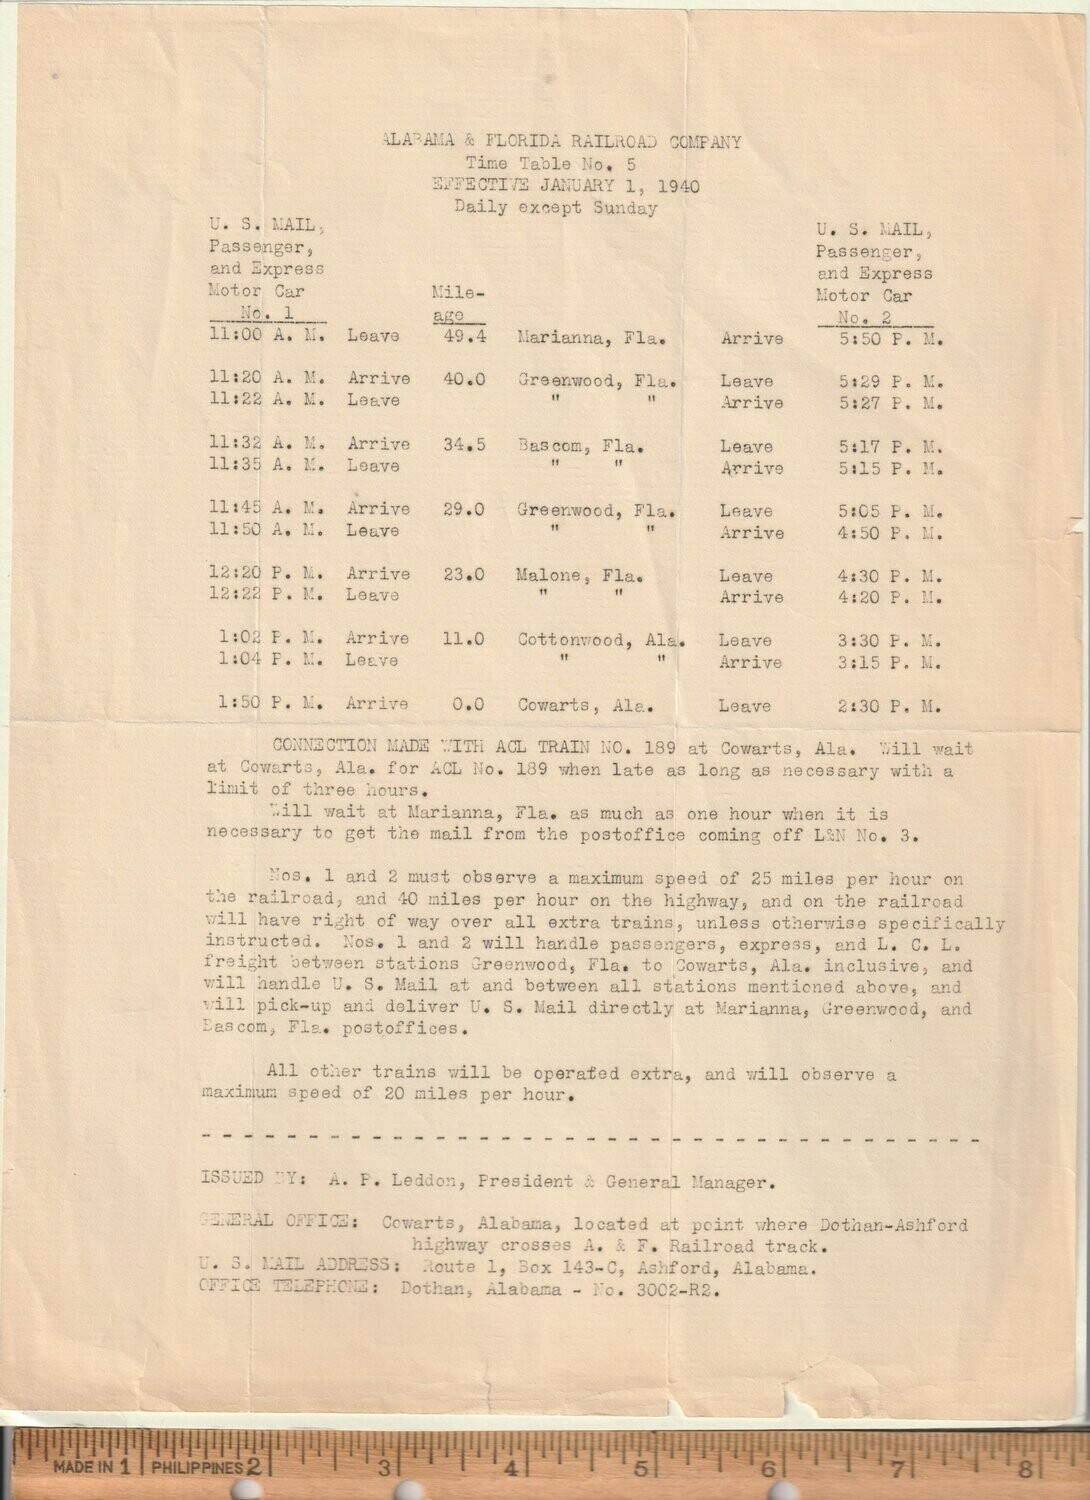 ALABAMA & FLORIDA RAILROAD COMPANY
Time Table No. 5
EFFECTIVE JANUARY 1, 1940
Daily except Sunday
U. S. MAIL, U. S. MAIL,
Passenger, Passenger,
and Express and Express
Motor Car Mile- Motor Car
No. 1 age No. 2
11:00 A. M. Leave 49.4 Marianna, Fla. Arrive 5:50 P. M.
11:20 A. M. Arrive 40.0 Greenwood, Fla. Leave 5:29 P. M.
11:22 A. M. Leave " " Arrive 5:27 P. M.
11:32 A. M. Arrive 34.5 Bascom, Fla. Leave 5:17 P. M.
11:35 A. M. Leave " " Arrive 5:15 P. M.
11:45 A. M. Arrive 29.0 Greenwood, Fla. Leave 5:05 P. M.
11:50 A. M. Leave " " Arrive 4:50 P. M.
12:20 P. M. Arrive 23.0 Malone, Fla. Leave 4:30 P. M.
12:22 P. M. Leave " " Arrive 4:20 P. M.
1:02 P. M. Arrive 11.0 Cottonwood, Ala. Leave 3:30 P. M.
1:04 P. M. Leave " " Arrive 3:15 P. M.
1:50 P. M. Arrive 0.0 Cowarts, Ala. Leave 2:30 P. M.
CONNECTION MADE WITH ACL TRAIN NO. 189 at Cowarts, Ala. Will wait
at Cowarts, Ala. for ACL No. 189 when late as long as necessary with a
limit of three hours.
Will wait at Marianna, Fla. as much as one hour when it is
necessary to get the mail from the postoffice coming off L&N No. 3.
Nos. 1 and 2 must observe a maximum speed of 25 miles per hour on
the railroad, and 40 miles per hour on the highway, and on the railroad
will have right of way over all extra trains, unless otherwise specifically
instructed. Nos. 1 and 2 will handle passengers, express, and L. C. L.
freight between stations Greenwood, Fla. to Cowarts, Ala. inclusive, and
will handle U. S. Mail at and between all stations mentioned above, and
will pick-up and deliver U. S. Mail directly at Marianna, Greenwood, and
Bascom, Fla. postoffices.
All other trains will be operated extra, and will observe a
maximum speed of 20 miles per hour.
- - - - - - - - - - - - - - - - - - - - - - - - - - - - - - - - - - - - -
ISSUED BY: A. P. Leddon, President & General Manager.
GENERAL OFFICE: Cowarts, Alabama, located at point where Dothan-Ashford
highway crosses A. & F. Railroad track.
U. S. MAIL ADDRESS: Route 1, Box 143-C, Ashford, Alabama.
OFFICE TELEPHONE: Dothan, Alabama - No. 3002-R2.
MADE IN 1 PHILIPPINES 2 3 4 5 6 7 8